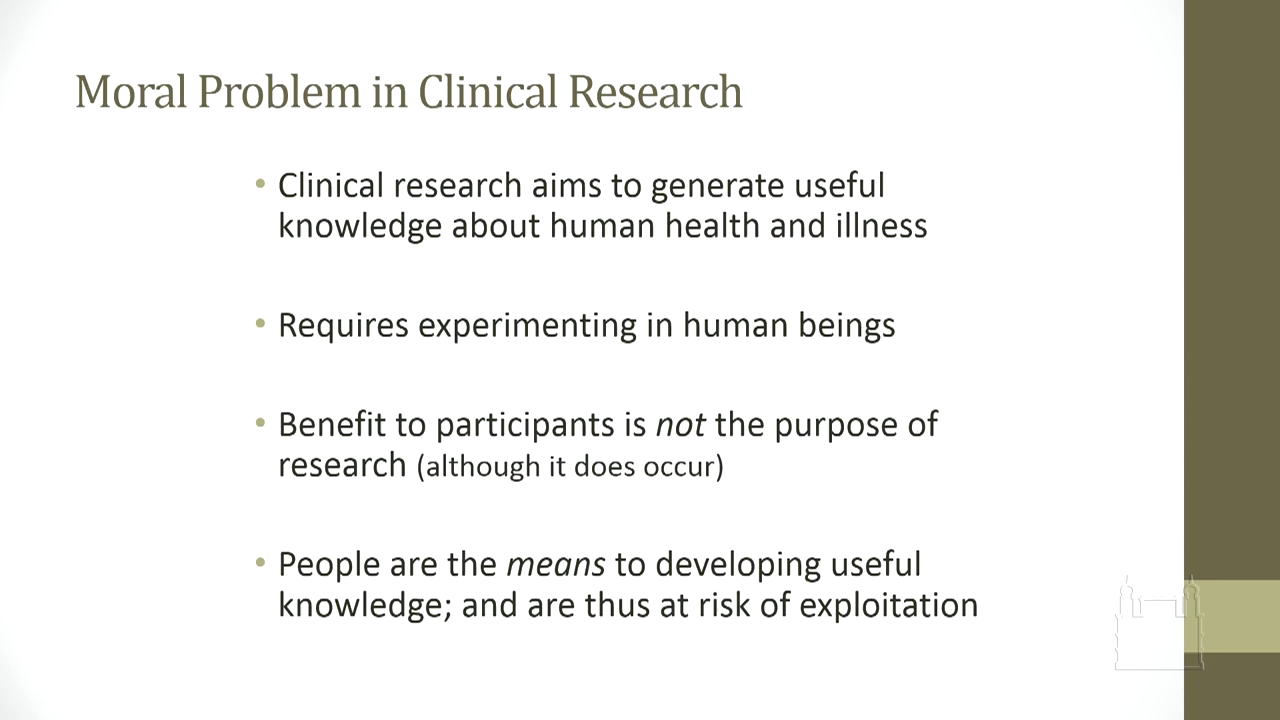 Moral Problem in Clinical Research
• Clinical research aims to generate useful
knowledge about human health and illness
• Requires experimenting in human beings
• Benefit to participants is not the purpose of
research (although it does occur)
• People are the means to developing useful
knowledge; and are thus at risk of exploitation